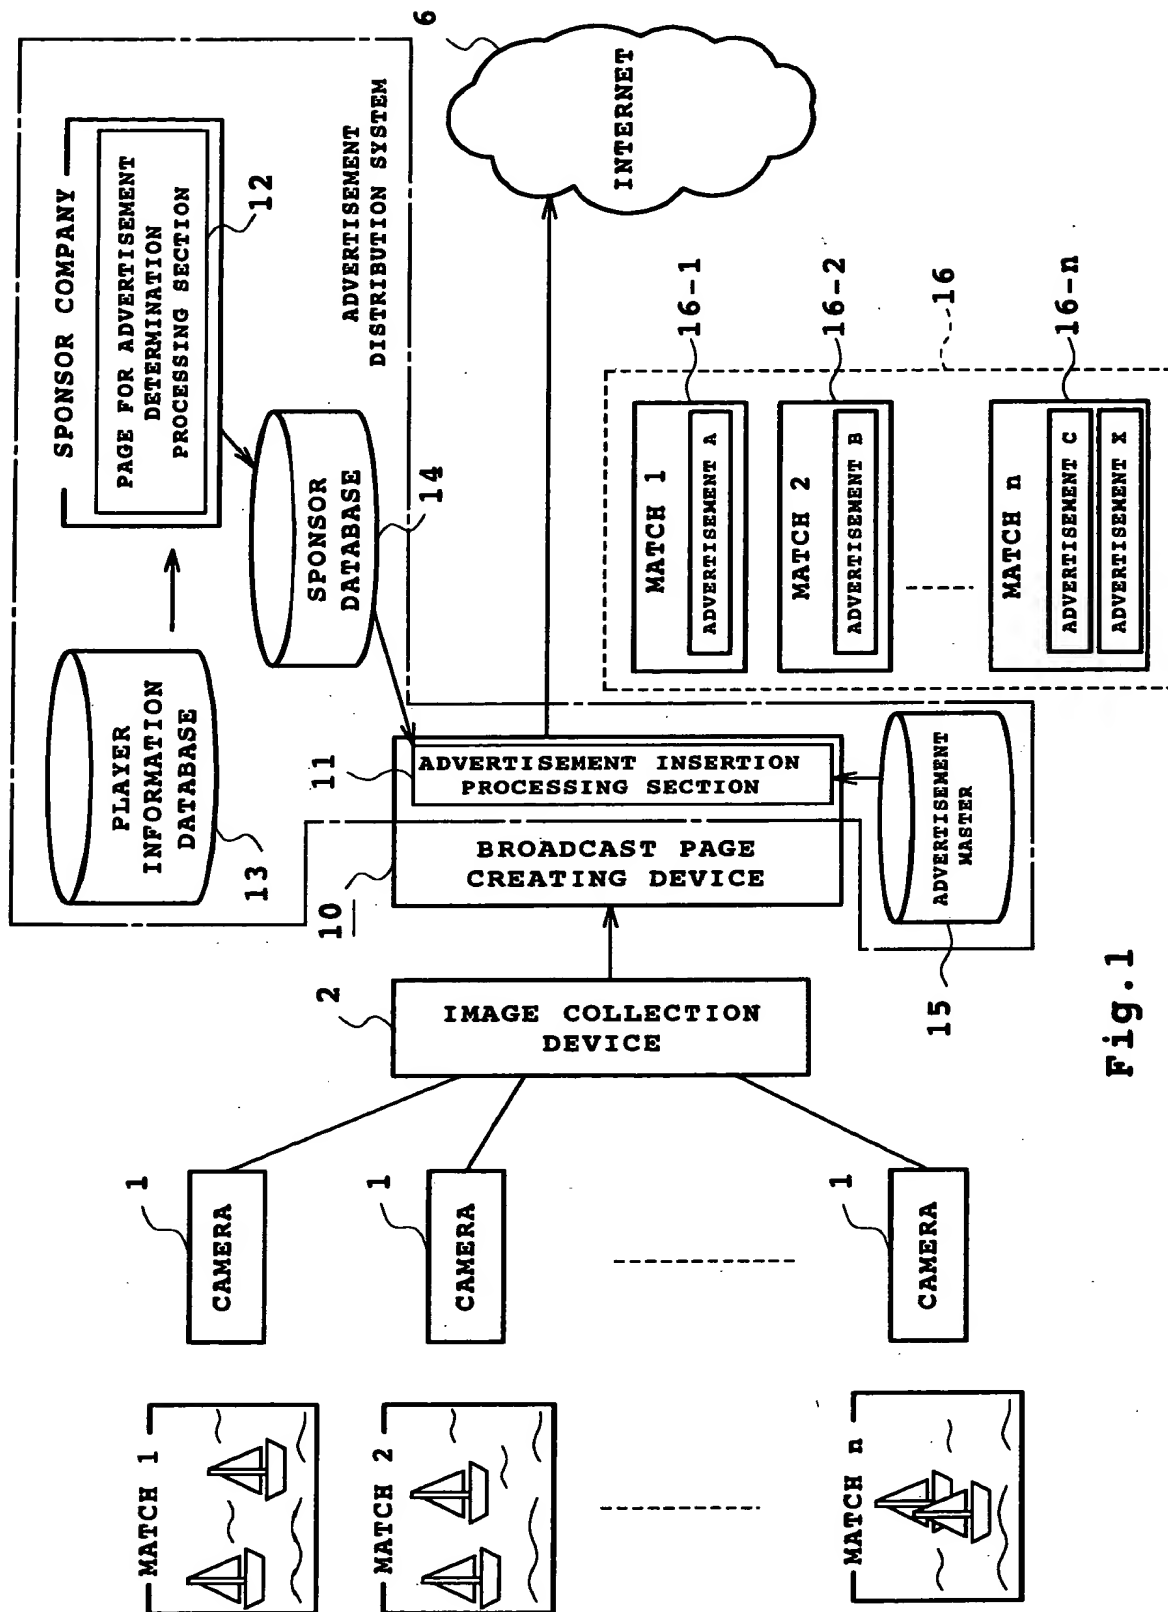 MATCH 1
MATCH 2
MATCH n
1
CAMERA
1
CAMERA
1
CAMERA
2
IMAGE COLLECTION
DEVICE
10
BROADCAST PAGE
CREATING DEVICE
11
ADVERTISEMENT INSERTION
PROCESSING SECTION
13
PLAYER
INFORMATION
DATABASE
SPONSOR COMPANY
PAGE FOR ADVERTISEMENT
DETERMINATION
PROCESSING SECTION
12
SPONSOR
DATABASE
14
ADVERTISEMENT
DISTRIBUTION SYSTEM
6
INTERNET
15
ADVERTISEMENT
MASTER
MATCH 1
ADVERTISEMENT A
16-1
MATCH 2
ADVERTISEMENT B
16-2
16
MATCH n
ADVERTISEMENT C
ADVERTISEMENT X
16-n
Fig.1